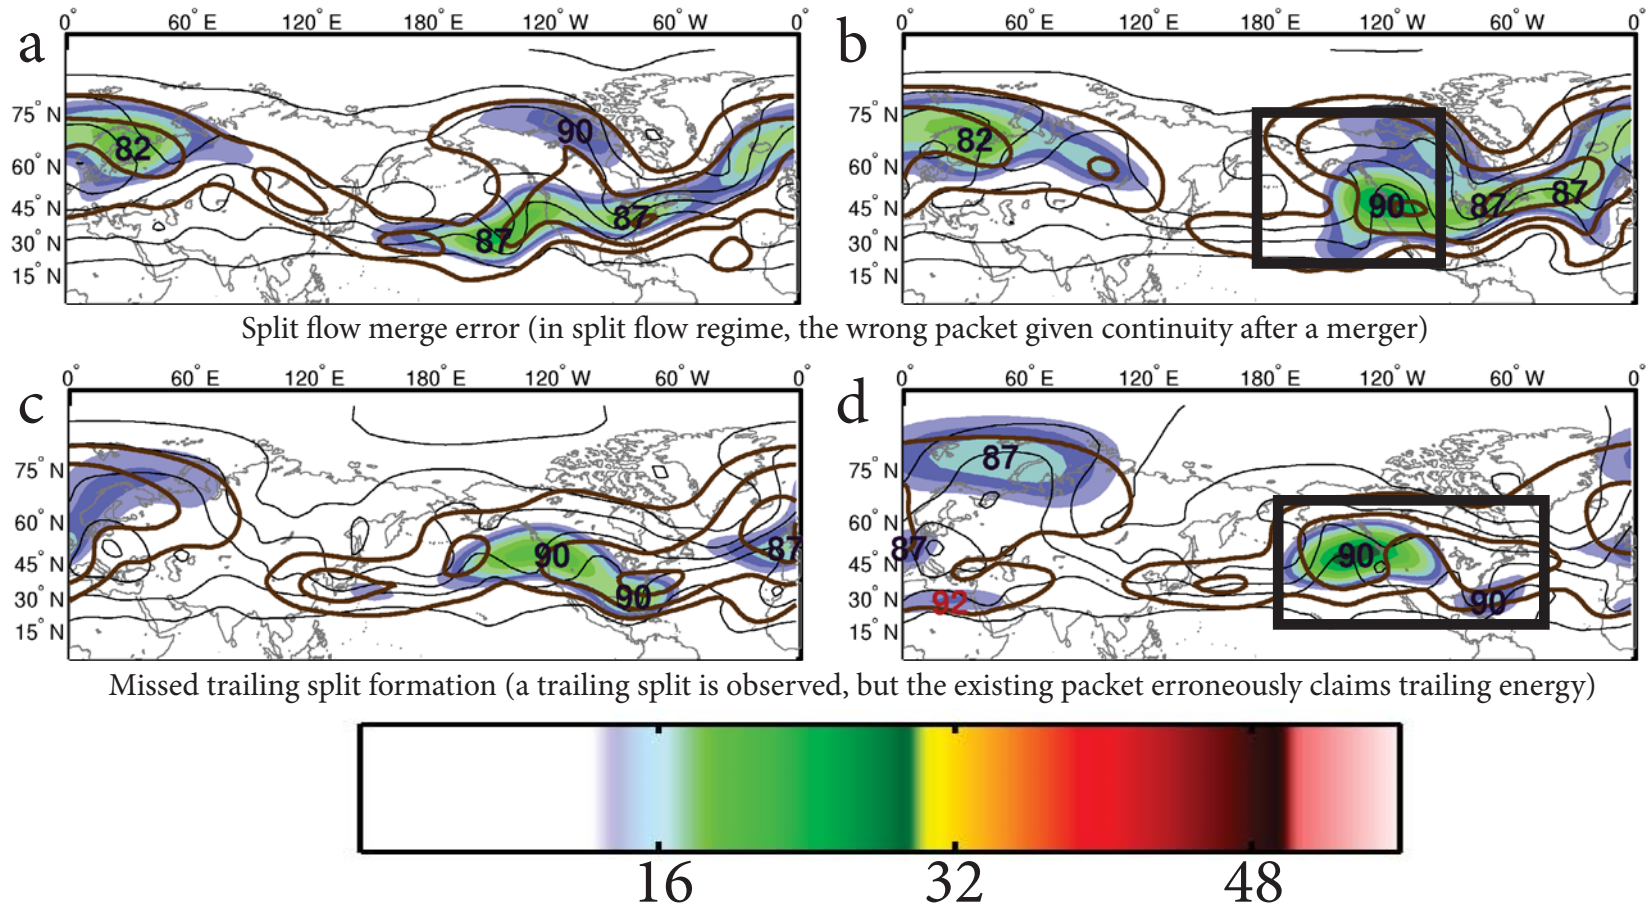 0° 60° E 120° E 180° E 120° W 60° W 0°
0° 60° E 120° E 180° E 120° W 60° W 0°
a
75° N
60° N
45° N
30° N
15° N
82
90
87
87
b
75° N
60° N
45° N
30° N
15° N
82
90
87
87
Split flow merge error (in split flow regime, the wrong packet given continuity after a merger)
0° 60° E 120° E 180° E 120° W 60° W 0°
0° 60° E 120° E 180° E 120° W 60° W 0°
c
75° N
60° N
45° N
30° N
15° N
90
87
90
d
75° N
60° N
45° N
30° N
15° N
87
87
90
92
90
Missed trailing split formation (a trailing split is observed, but the existing packet erroneously claims trailing energy)
16 32 48